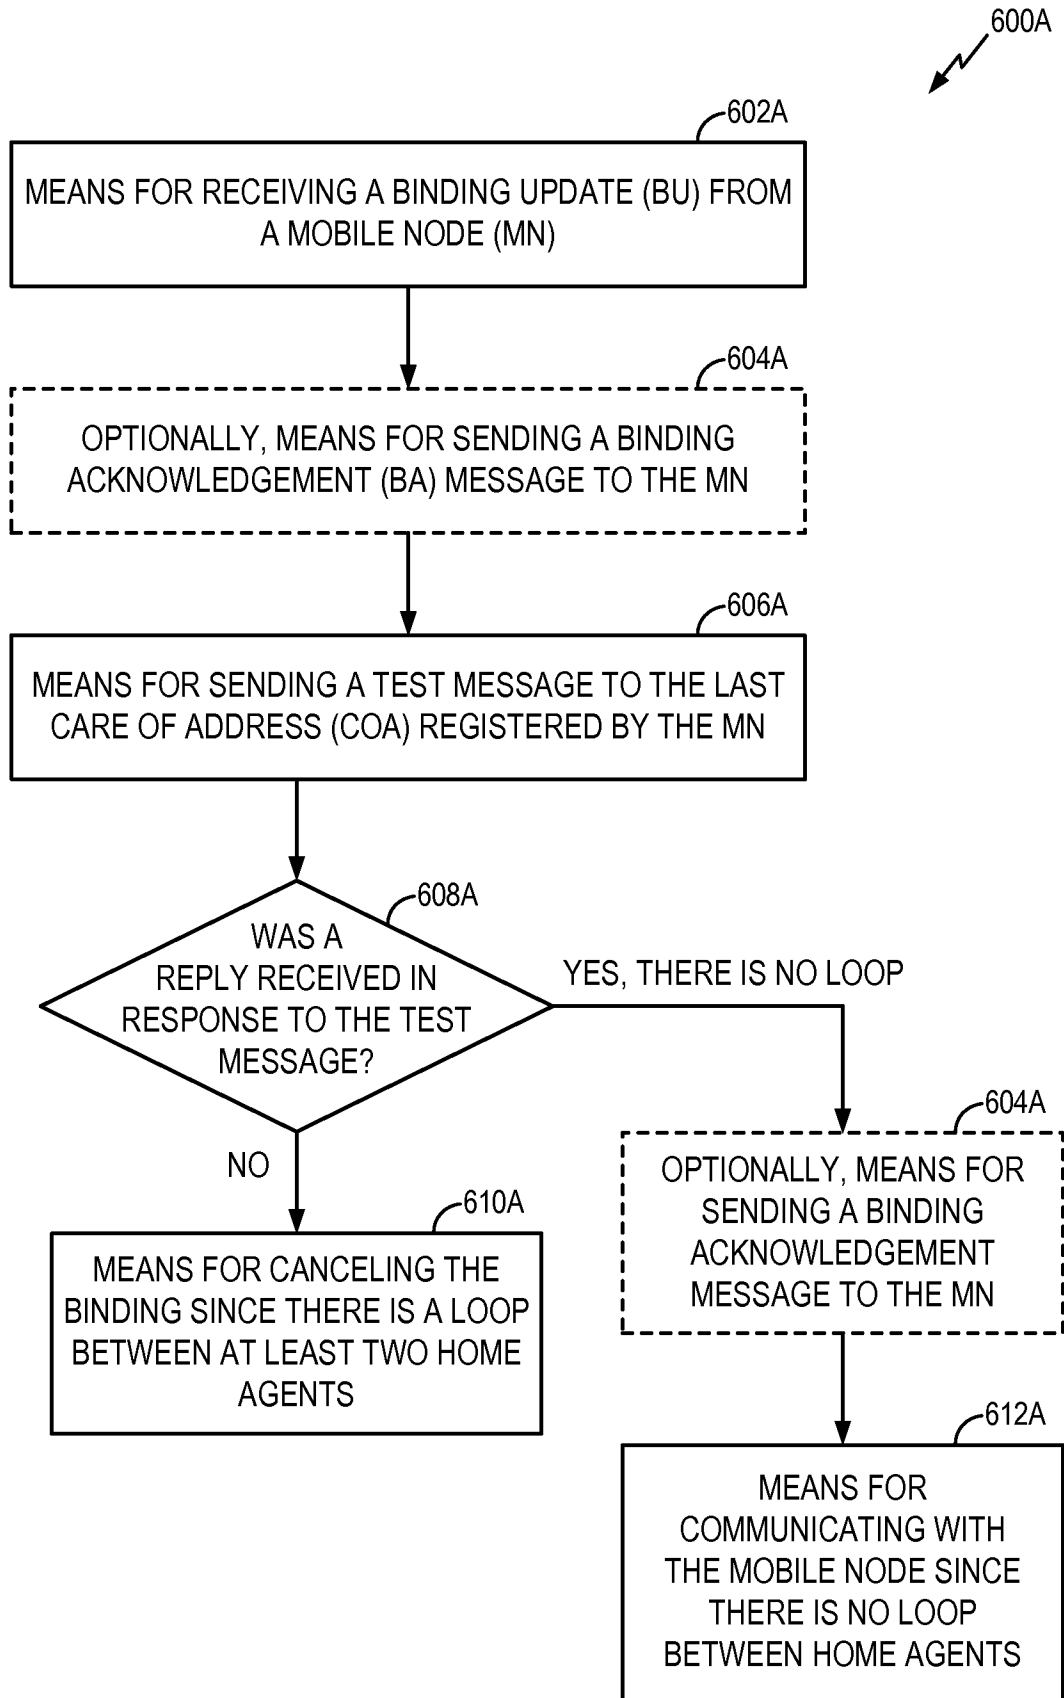 600A
602A
MEANS FOR RECEIVING A BINDING UPDATE (BU) FROM
A MOBILE NODE (MN)
604A
OPTIONALLY, MEANS FOR SENDING A BINDING
ACKNOWLEDGEMENT (BA) MESSAGE TO THE MN
606A
MEANS FOR SENDING A TEST MESSAGE TO THE LAST
CARE OF ADDRESS (COA) REGISTERED BY THE MN
608A
WAS A
REPLY RECEIVED IN
RESPONSE TO THE TEST
MESSAGE?
YES, THERE IS NO LOOP
NO
610A
MEANS FOR CANCELING THE
BINDING SINCE THERE IS A LOOP
BETWEEN AT LEAST TWO HOME
AGENTS
604A
OPTIONALLY, MEANS FOR
SENDING A BINDING
ACKNOWLEDGEMENT
MESSAGE TO THE MN
612A
MEANS FOR
COMMUNICATING WITH
THE MOBILE NODE SINCE
THERE IS NO LOOP
BETWEEN HOME AGENTS